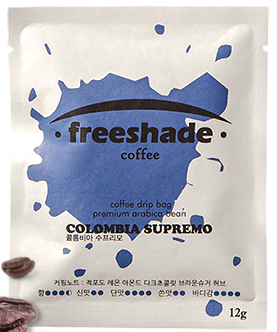 · freeshade ·
coffee
coffee drip bag
premium arabica bean
COLOMBIA SUPREMO
콜롬비아 수프리모
커핑노트 : 적포도 레몬 아몬드 다크초콜릿 브라운슈거 허브
향●●●◐ 신맛●● 단맛●●●● 쓴맛●● 바디감●●●●
12g